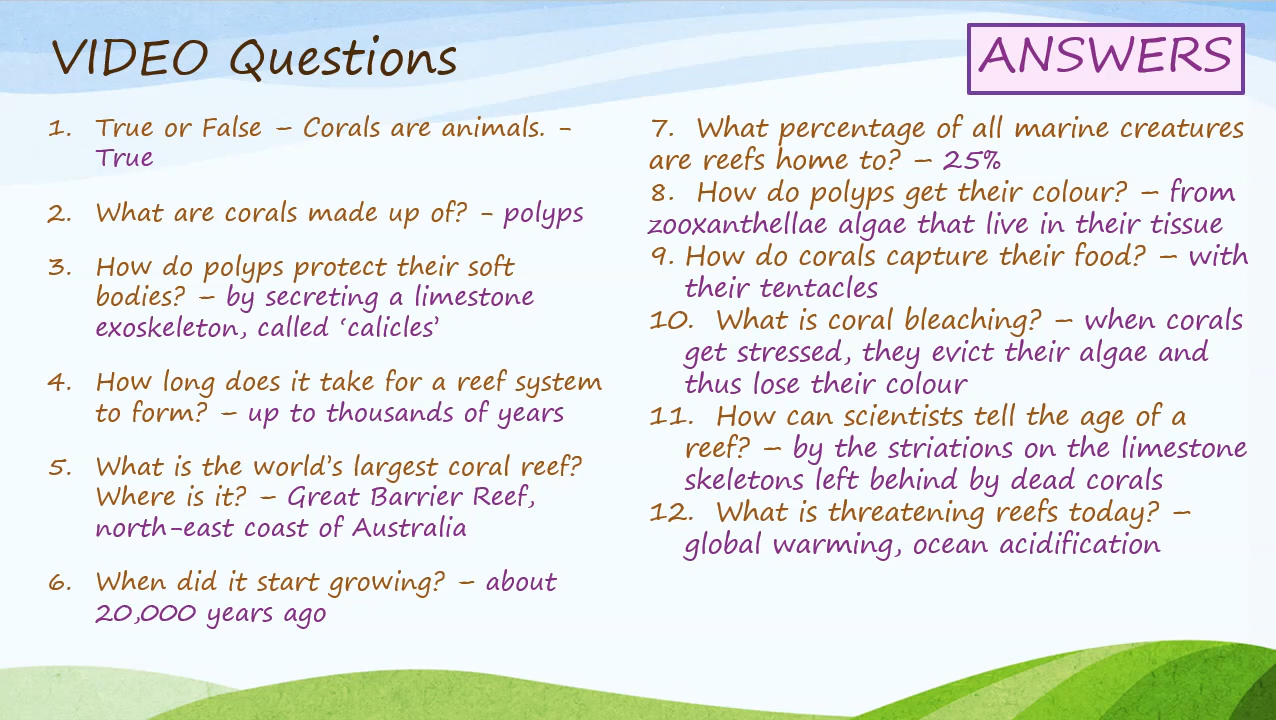 VIDEO Questions
ANSWERS
1. True or False – Corals are animals. -
True
2. What are corals made up of? - polyps
3. How do polyps protect their soft
bodies? – by secreting a limestone
exoskeleton, called ‘calicles’
4. How long does it take for a reef system
to form? – up to thousands of years
5. What is the world’s largest coral reef?
Where is it? – Great Barrier Reef,
north-east coast of Australia
6. When did it start growing? – about
20,000 years ago
7. What percentage of all marine creatures
are reefs home to? – 25%
8. How do polyps get their colour? – from
zooxanthellae algae that live in their tissue
9. How do corals capture their food? – with
their tentacles
10. What is coral bleaching? – when corals
get stressed, they evict their algae and
thus lose their colour
11. How can scientists tell the age of a
reef? – by the striations on the limestone
skeletons left behind by dead corals
12. What is threatening reefs today? –
global warming, ocean acidification